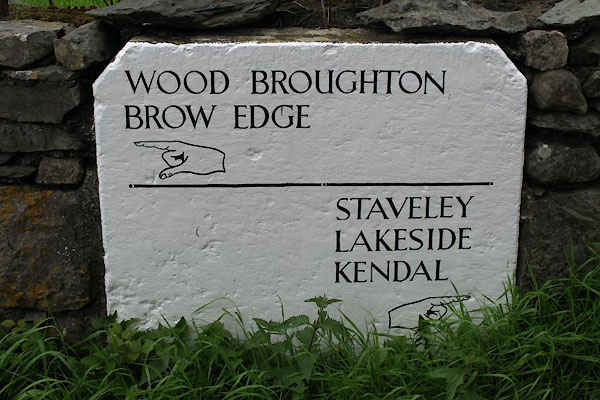 WOOD BROUGHTON
BROW EDGE
STAVELEY
LAKESIDE
KENDAL